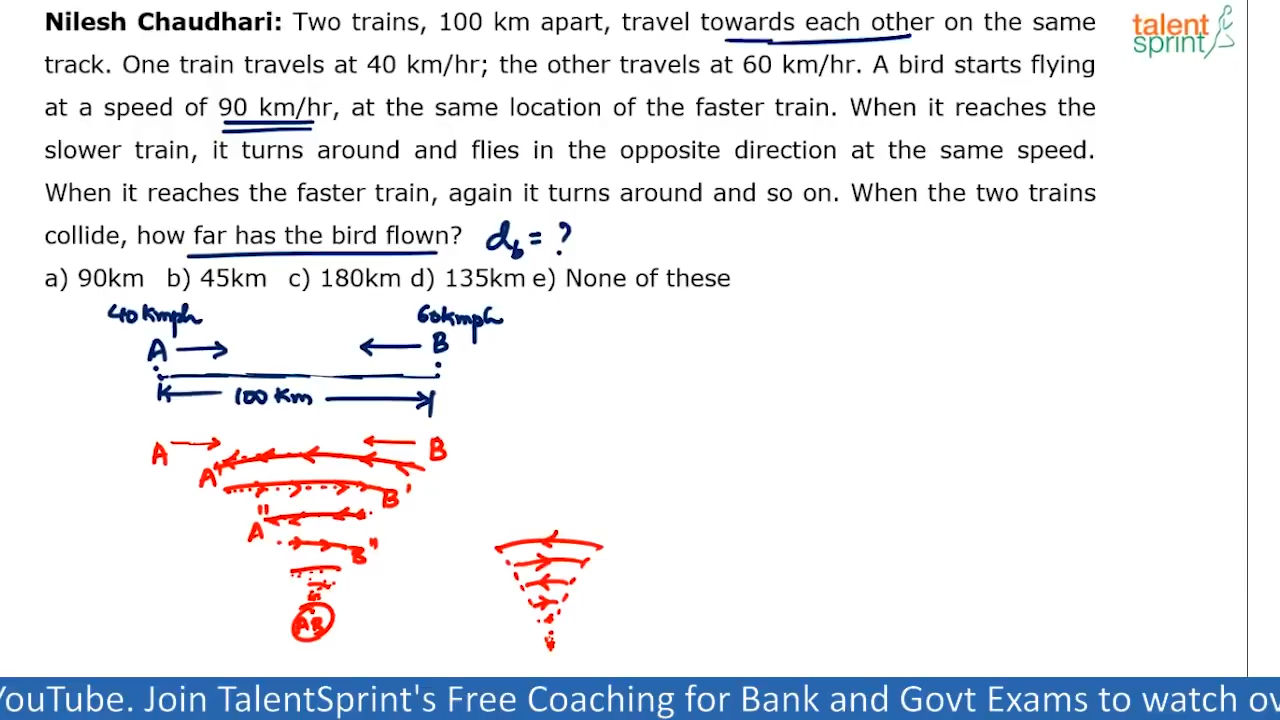 Nilesh Chaudhari: Two trains, 100 km apart, travel towards each other on the same
track. One train travels at 40 km/hr; the other travels at 60 km/hr. A bird starts flying
at a speed of 90 km/hr, at the same location of the faster train. When it reaches the
slower train, it turns around and flies in the opposite direction at the same speed.
When it reaches the faster train, again it turns around and so on. When the two trains
collide, how far has the bird flown? db = ?
a) 90km b) 45km c) 180km d) 135km e) None of these
talent
sprint
40 kmph 60kmph
A B
100 Km
A B
A' B'
A" B"
AB
YouTube. Join TalentSprint's Free Coaching for Bank and Govt Exams to watch ov